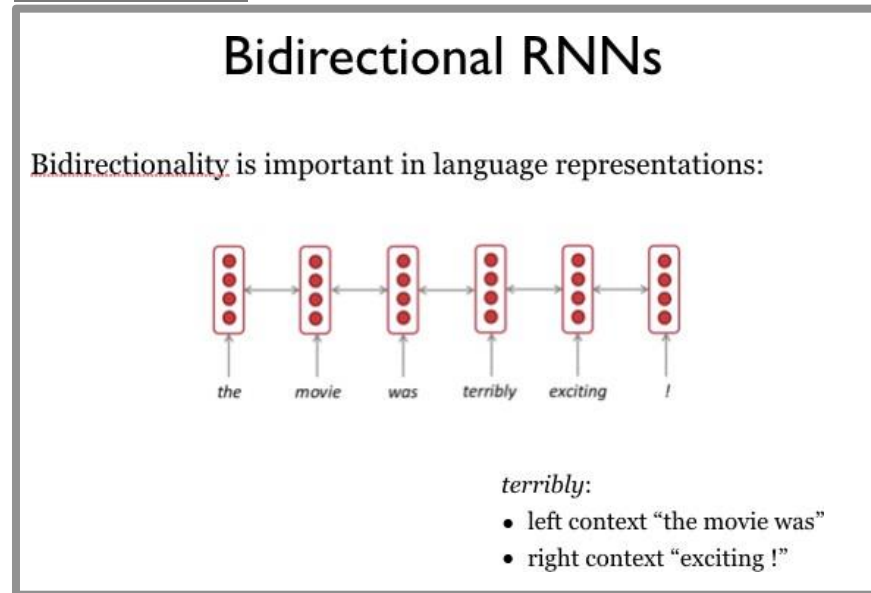 Bidirectional RNNs
Bidirectionality is important in language representations:
the movie was terribly exciting !
terribly:
• left context “the movie was”
• right context “exciting !”